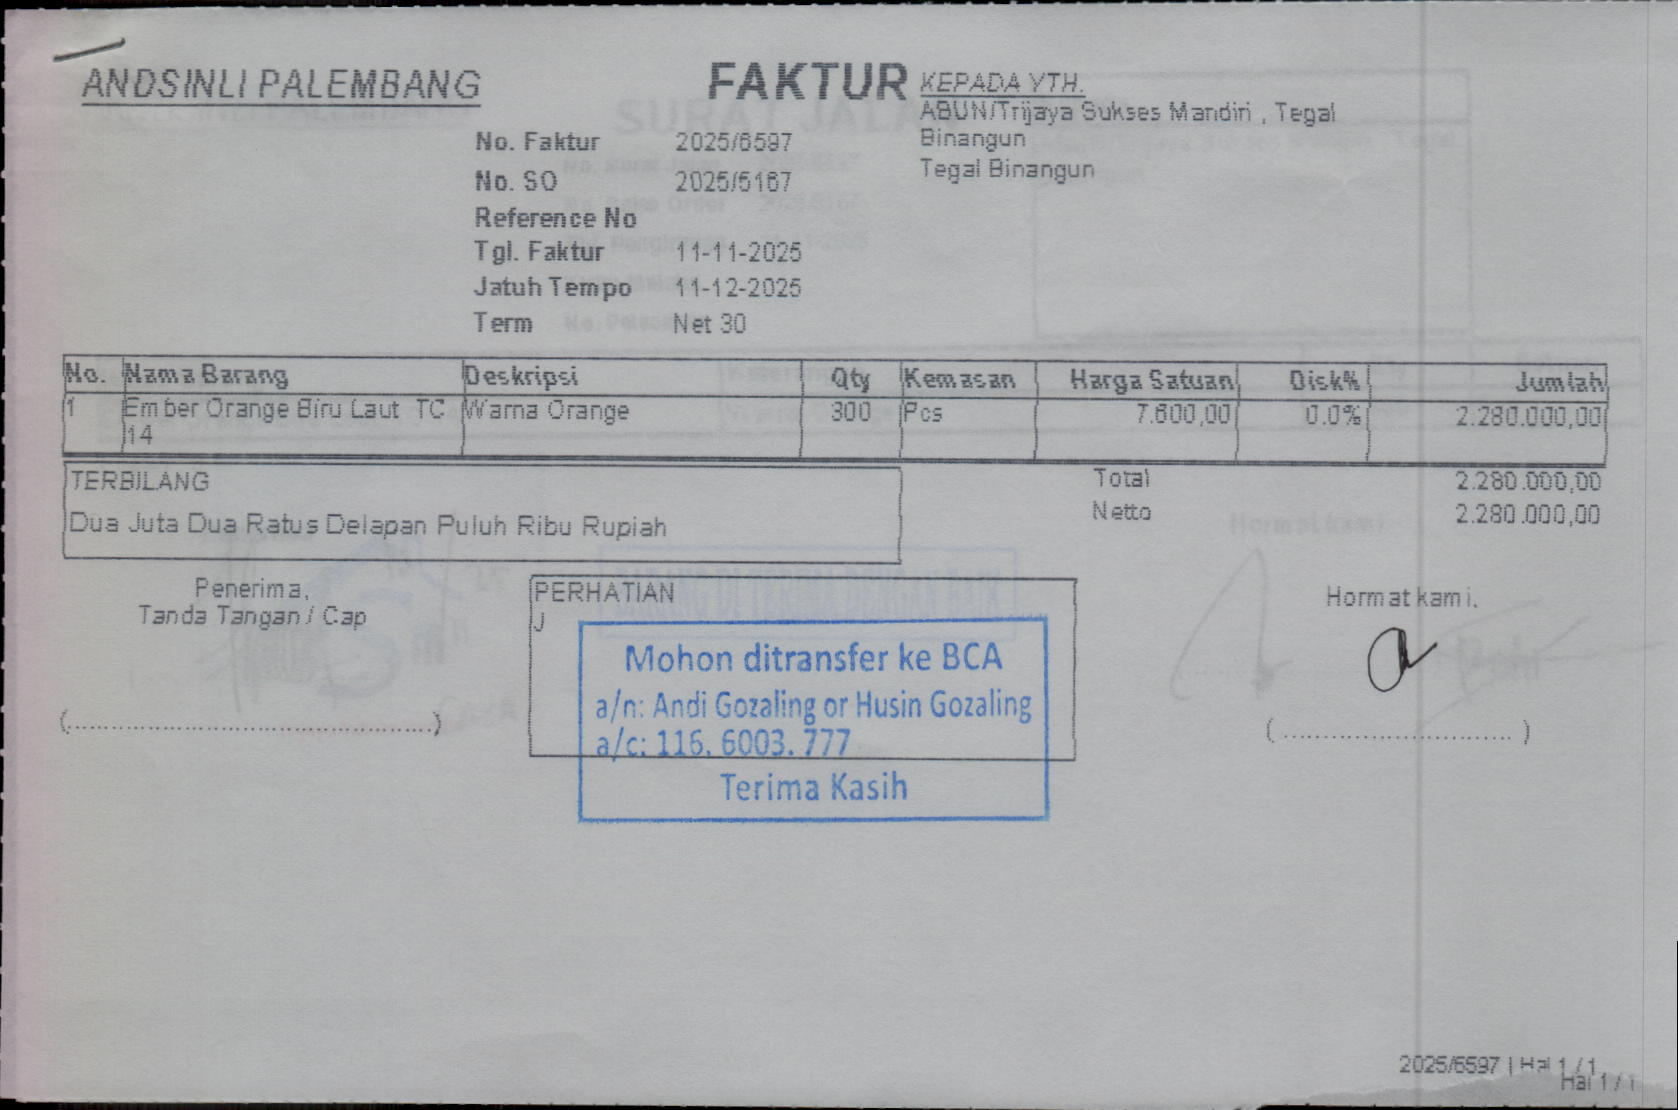 ANDSINLI PALEMBANG
FAKTUR
KEPADA YTH.
ABUN/Trijaya Sukses Mandiri , Tegal
Binangun
Tegal Binangun
No. Faktur 2025/6597
No. SO 2025/5167
Reference No
Tgl. Faktur 11-11-2025
Jatuh Tempo 11-12-2025
Term Net 30
No. Nama Barang Deskripsi Qty Kemasan Harga Satuan Disk% Jumlah
1 Ember Orange Biru Laut TC Warna Orange 300 Pcs 7.600,00 0.0% 2.280.000,00
14
TERBILANG
Dua Juta Dua Ratus Delapan Puluh Ribu Rupiah
Total 2.280.000,00
Netto 2.280.000,00
Penerima,
Tanda Tangan / Cap
(................................................)
PERHATIAN
J
Mohon ditransfer ke BCA
a/n: Andi Gozaling or Husin Gozaling
a/c: 116. 6003. 777
Terima Kasih
Hormat kami.
( ................................ )
2025/6597 | Hal 1 / 1
Hal 1 / 1